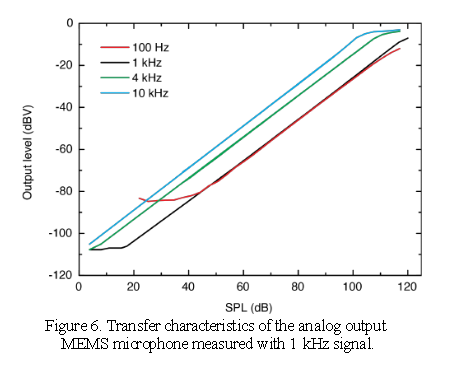 0
-20
-40
-60
-80
-100
-120
Output level (dBV)
100 Hz
1 kHz
4 kHz
10 kHz
0 20 40 60 80 100 120
SPL (dB)
Figure 6. Transfer characteristics of the analog output
MEMS microphone measured with 1 kHz signal.